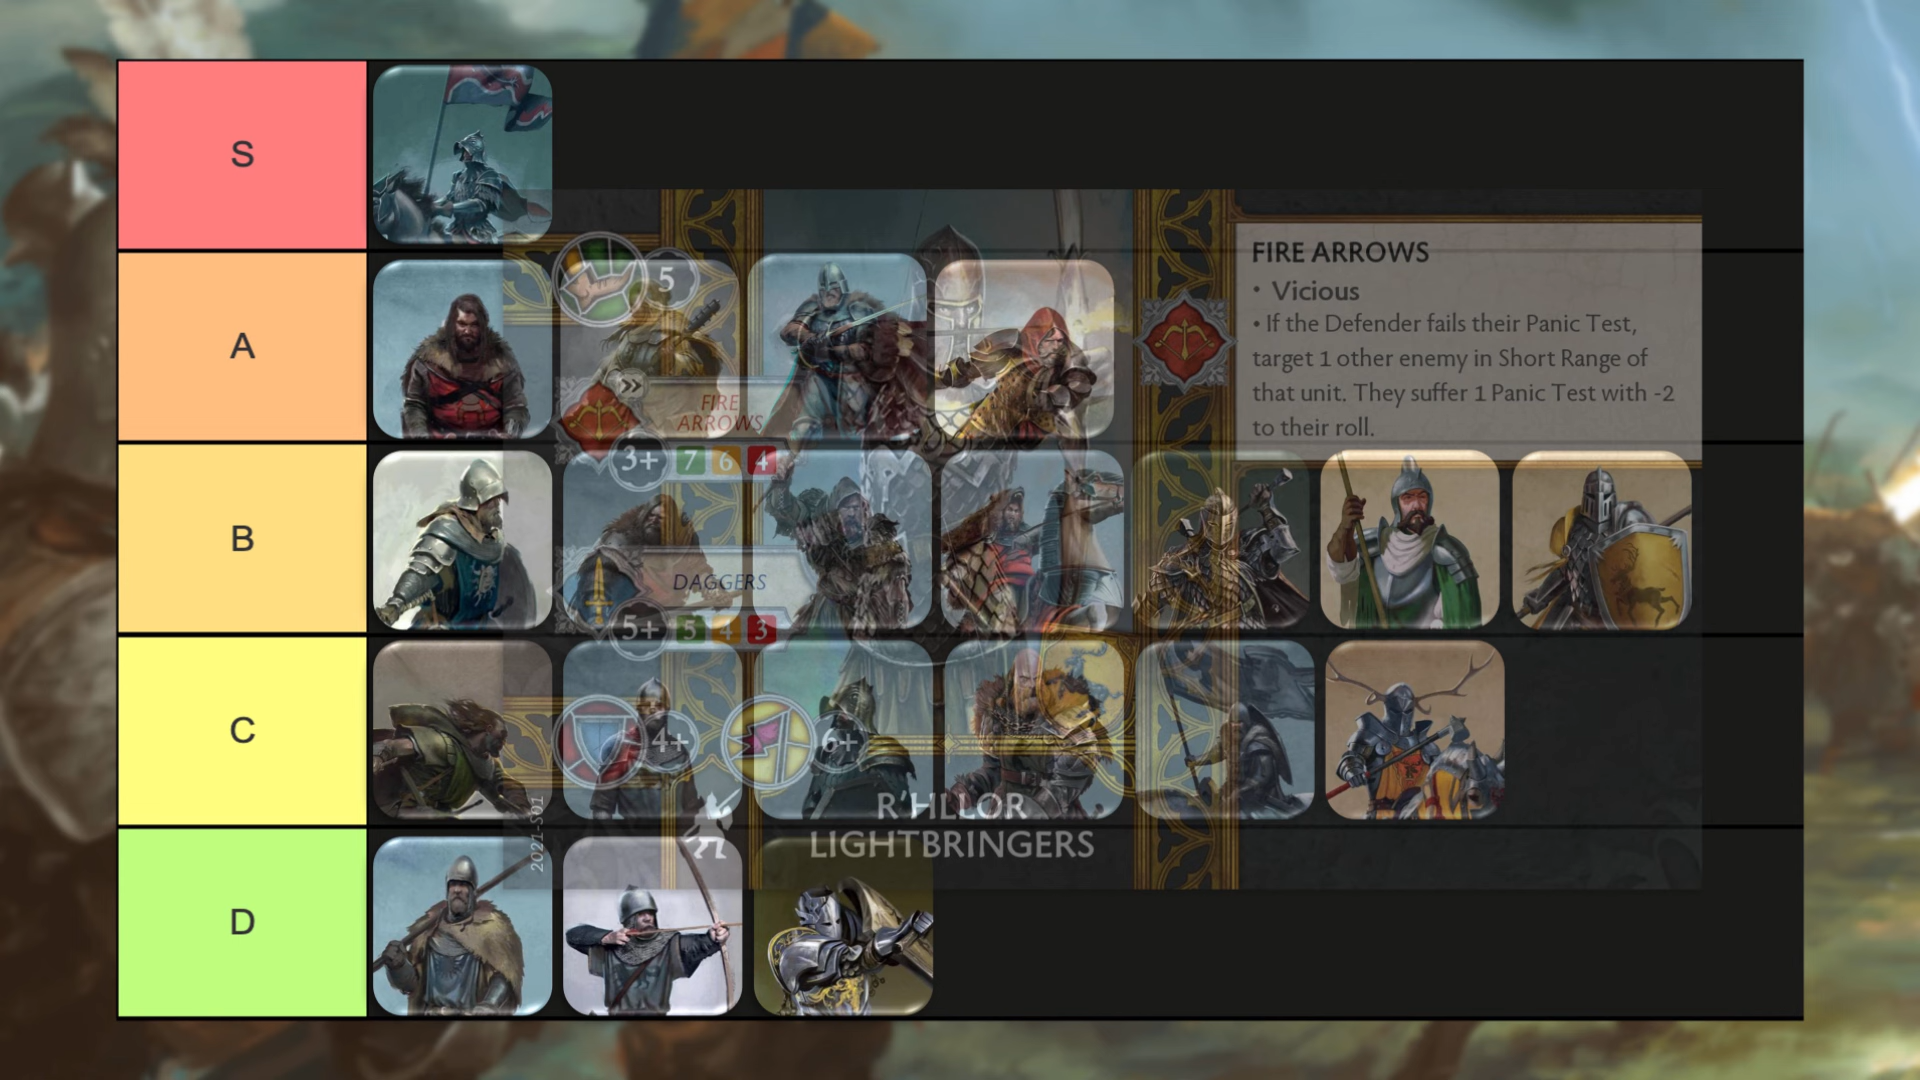 S
A
B
C
D
5
FIRE
ARROWS
3+
7 6 4
DAGGERS
5+
5 4 3
4+
6+
2021-S01
R'HLLOR
LIGHTBRINGERS
FIRE ARROWS
• Vicious
• If the Defender fails their Panic Test,
target 1 other enemy in Short Range of
that unit. They suffer 1 Panic Test with -2
to their roll.